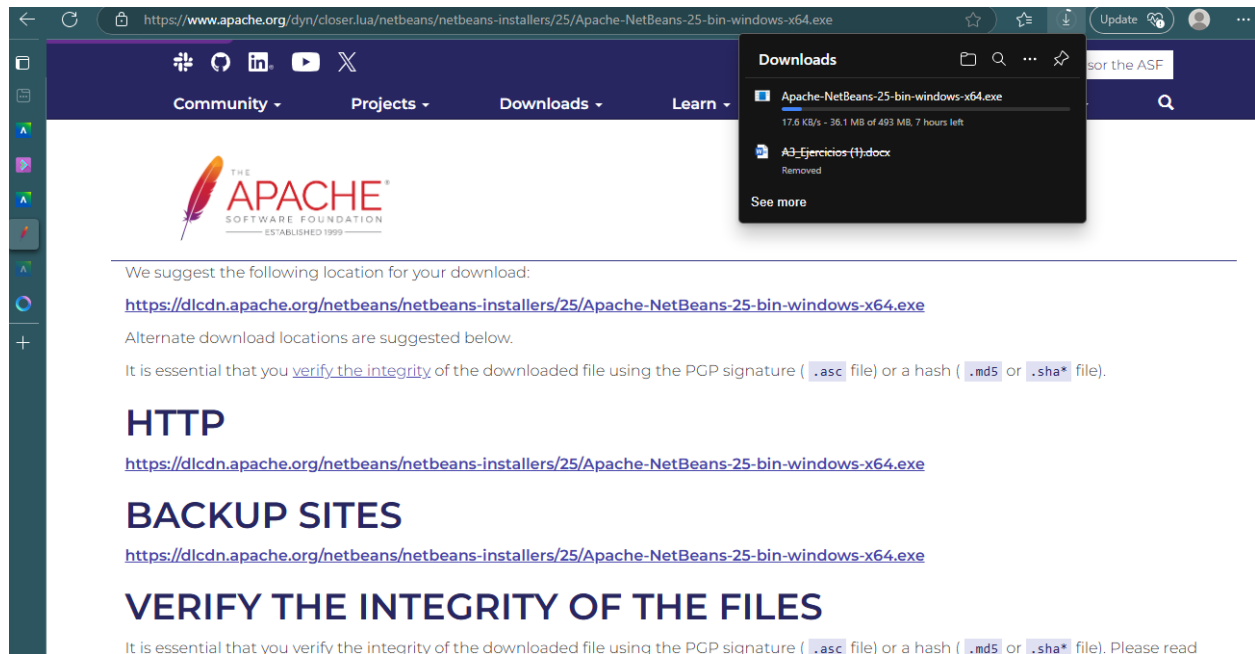 https://www.apache.org/dyn/closer.lua/netbeans/netbeans-installers/25/Apache-NetBeans-25-bin-windows-x64.exe
Update
in.
sor the ASF
Community
Projects
Downloads
Learn
Downloads
Apache-NetBeans-25-bin-windows-x64.exe
17.6 KB/s - 36.1 MB of 493 MB, 7 hours left
A3_Ejercicios (1).docx
Removed
See more
THE
APACHE®
SOFTWARE FOUNDATION
ESTABLISHED 1999
We suggest the following location for your download:
https://dlcdn.apache.org/netbeans/netbeans-installers/25/Apache-NetBeans-25-bin-windows-x64.exe
Alternate download locations are suggested below.
It is essential that you verify the integrity of the downloaded file using the PGP signature ( .asc file) or a hash ( .md5 or .sha* file).
HTTP
https://dlcdn.apache.org/netbeans/netbeans-installers/25/Apache-NetBeans-25-bin-windows-x64.exe
BACKUP SITES
https://dlcdn.apache.org/netbeans/netbeans-installers/25/Apache-NetBeans-25-bin-windows-x64.exe
VERIFY THE INTEGRITY OF THE FILES
It is essential that you verify the integrity of the downloaded file using the PGP signature ( .asc file) or a hash ( .md5 or .sha* file). Please read